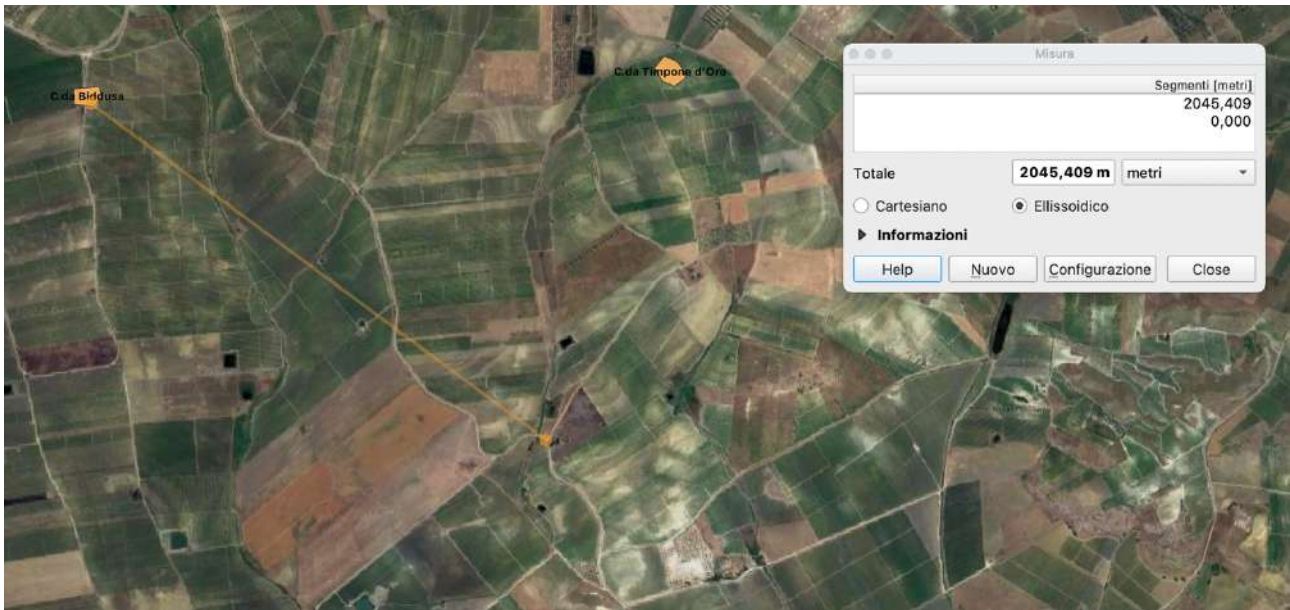 C.da Biddusa
C.da Timpone d'Oro
Misura
Segmenti [metri]
2045,409
0,000
Totale
2045,409 m
metri
Cartesiano
Ellissoidico
Informazioni
Help
Nuovo
Configurazione
Close